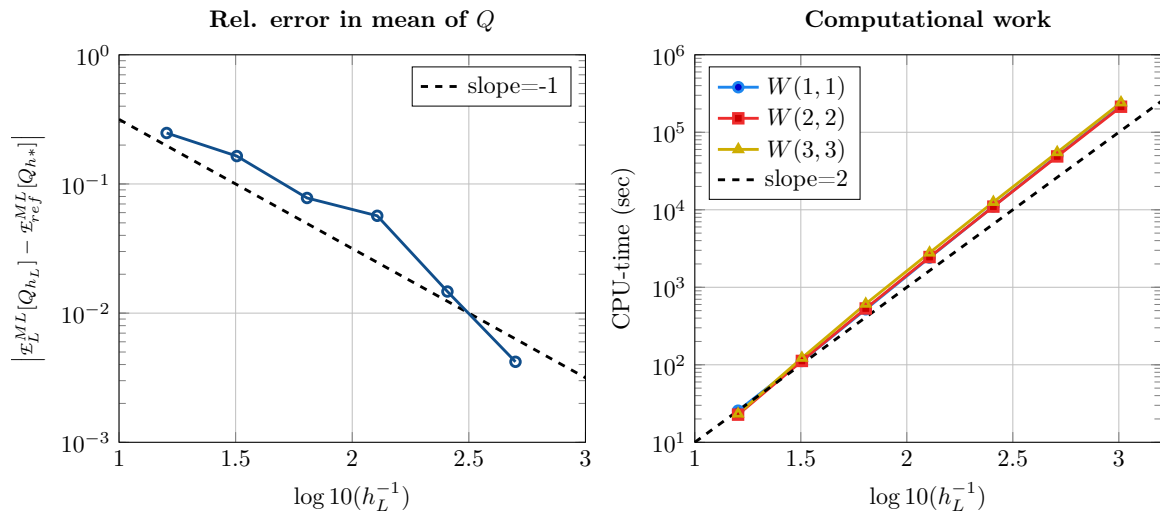 Rel. error in mean of Q
10^0
10^{-1}
10^{-2}
10^{-3}
1 1.5 2 2.5 3
log 10(h_L^{-1})
|ℰ_L^{ML}[Q_{h_L}] − ℰ_{ref}^{ML}[Q_{h*}]|
slope=-1
Computational work
10^6
10^5
10^4
10^3
10^2
10^1
1 1.5 2 2.5 3
log 10(h_L^{-1})
CPU-time (sec)
W(1, 1)
W(2, 2)
W(3, 3)
slope=2